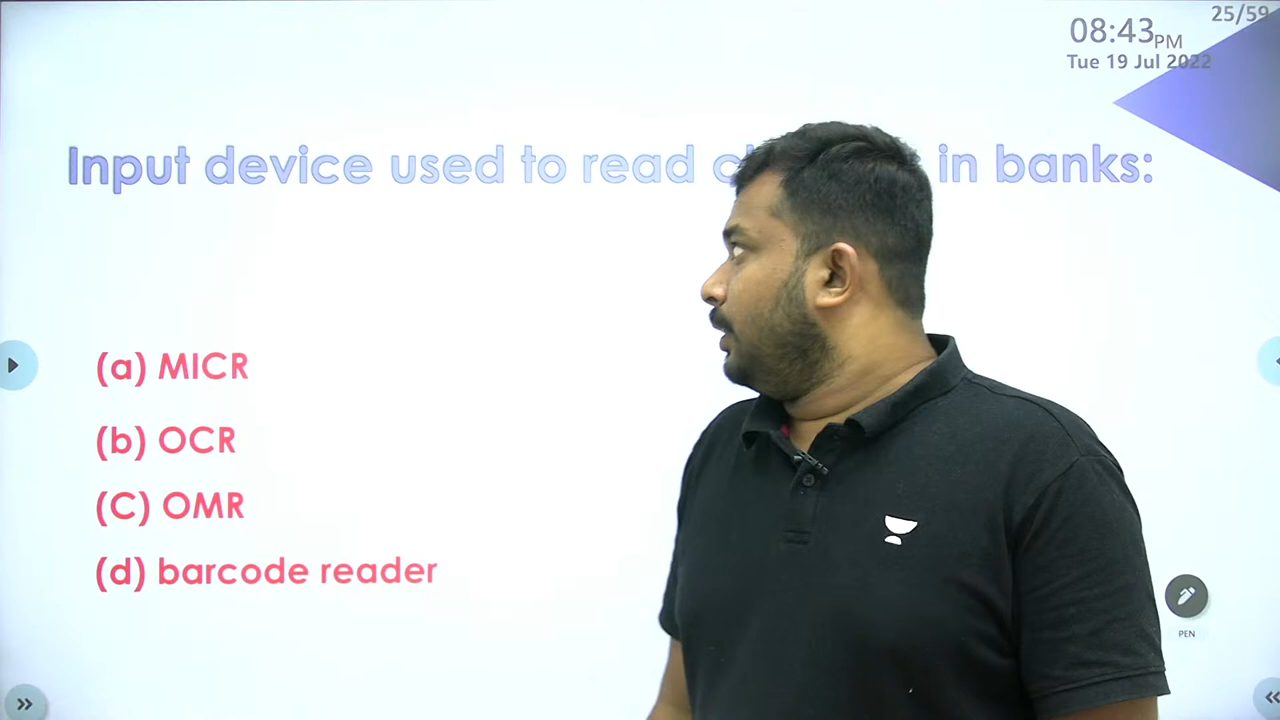 25/59
08:43PM
Tue 19 Jul 2022
Input device used to read in banks:
(a) MICR
(b) OCR
(C) OMR
(d) barcode reader
PEN